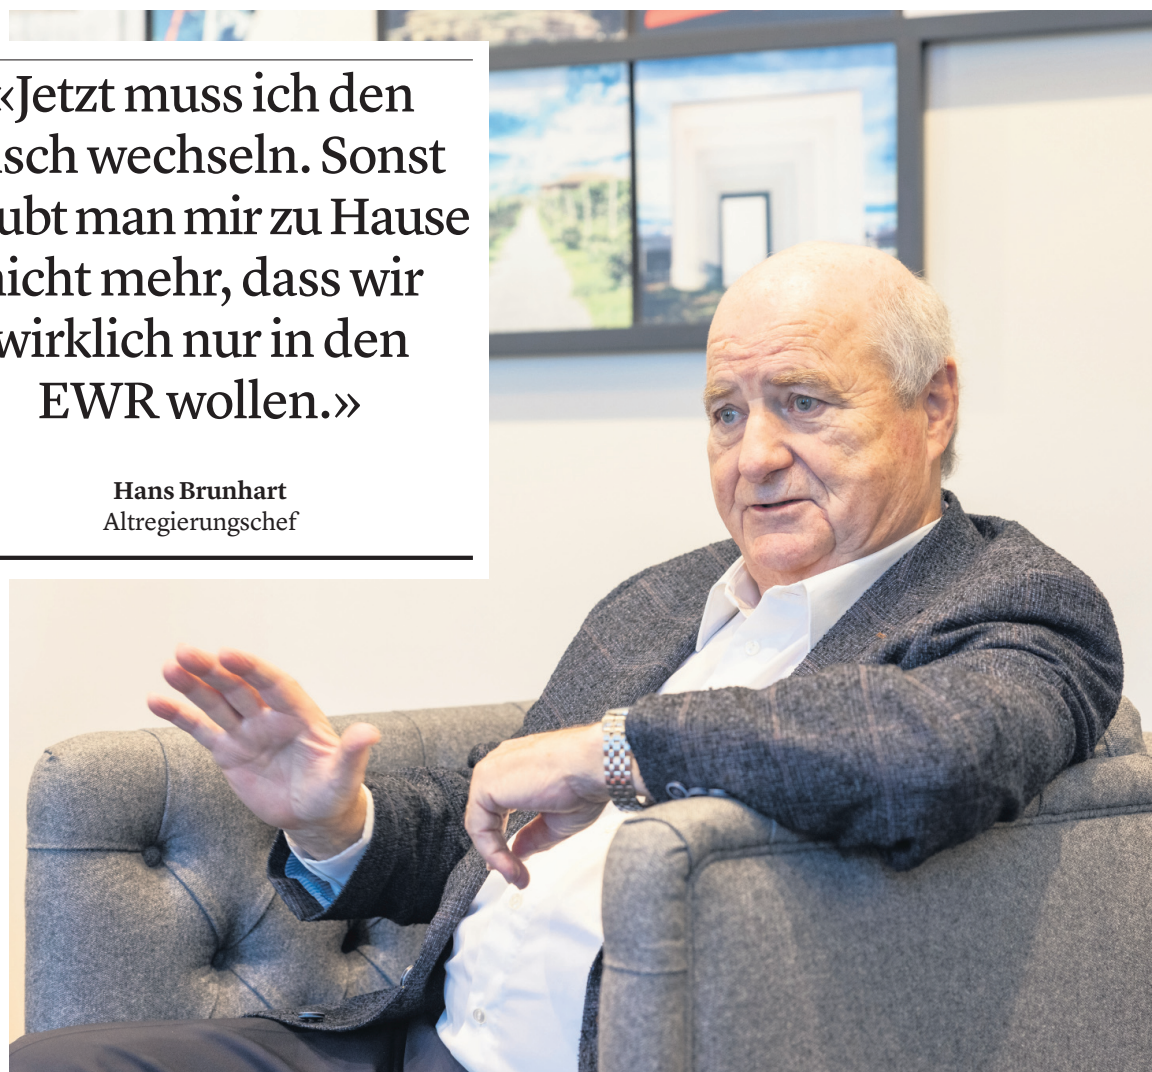 «Jetzt muss ich den
isch wechseln. Sonst
ubt man mir zu Hause
nicht mehr, dass wir
wirklich nur in den
EWR wollen.»
Hans Brunhart
Altregierungschef